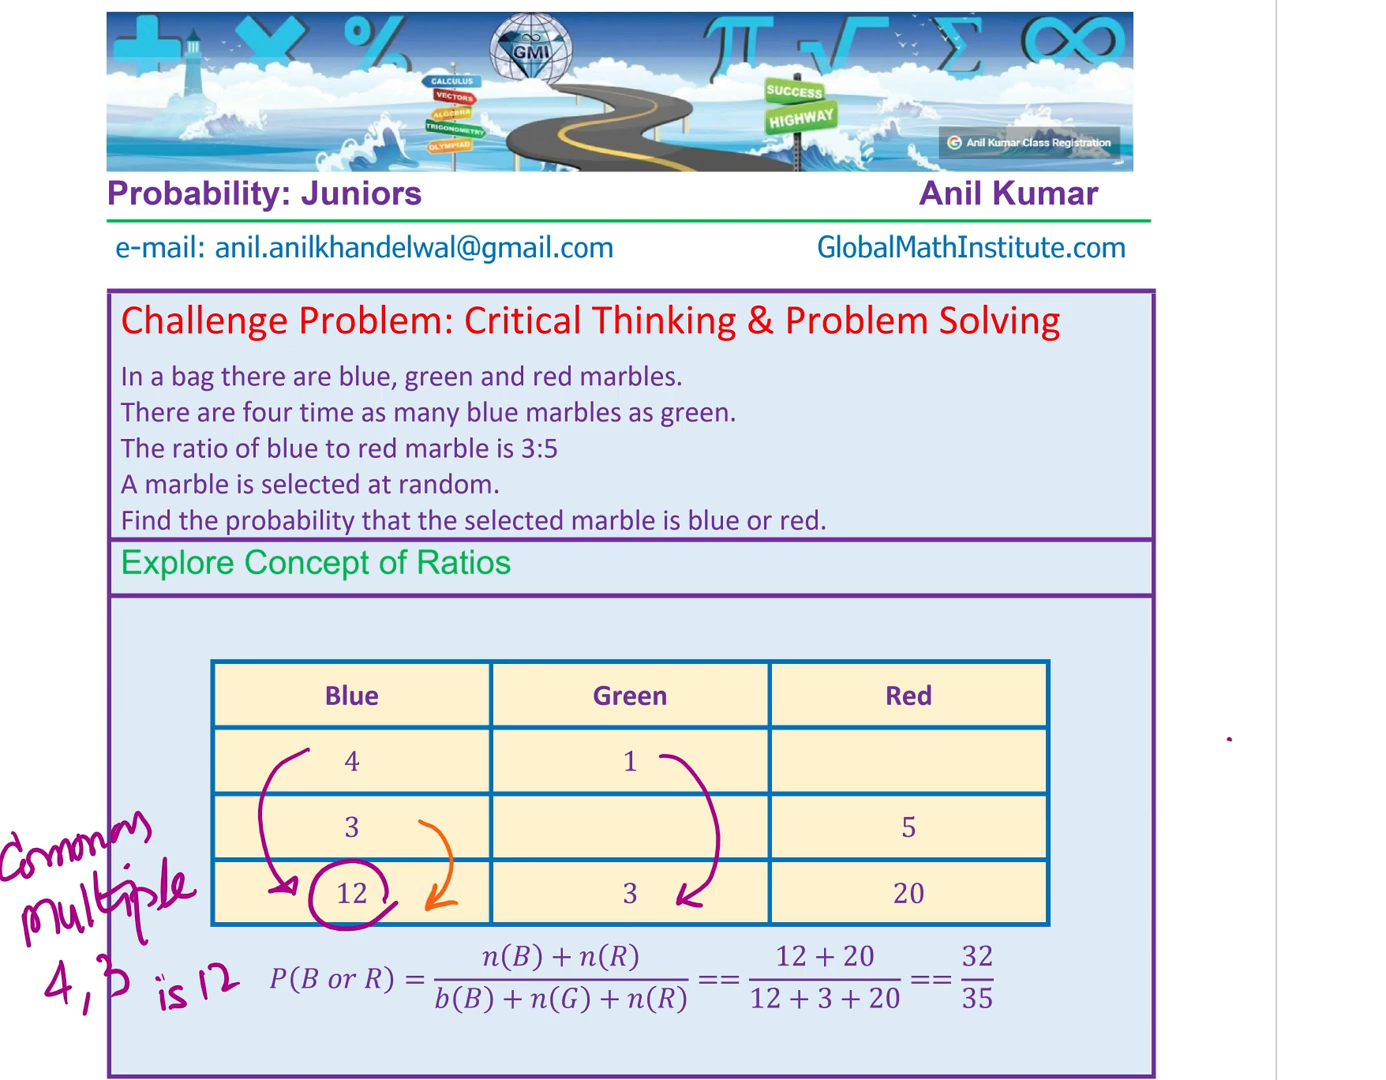 GMI
CALCULUS
VECTORS
ALGEBRA
TRIGONOMETRY
OLYMPIAD
SUCCESS
HIGHWAY
Anil Kumar Class Registration
Probability: Juniors Anil Kumar
e-mail: anil.anilkhandelwal@gmail.com GlobalMathInstitute.com
Challenge Problem: Critical Thinking & Problem Solving
In a bag there are blue, green and red marbles.
There are four time as many blue marbles as green.
The ratio of blue to red marble is 3:5
A marble is selected at random.
Find the probability that the selected marble is blue or red.
Explore Concept of Ratios
Blue Green Red
4 1
3 5
12 3 20
multiple
4, 3 is 12
P(B or R) = n(B) + n(R) / b(B) + n(G) + n(R) == 12 + 20 / 12 + 3 + 20 == 32 / 35